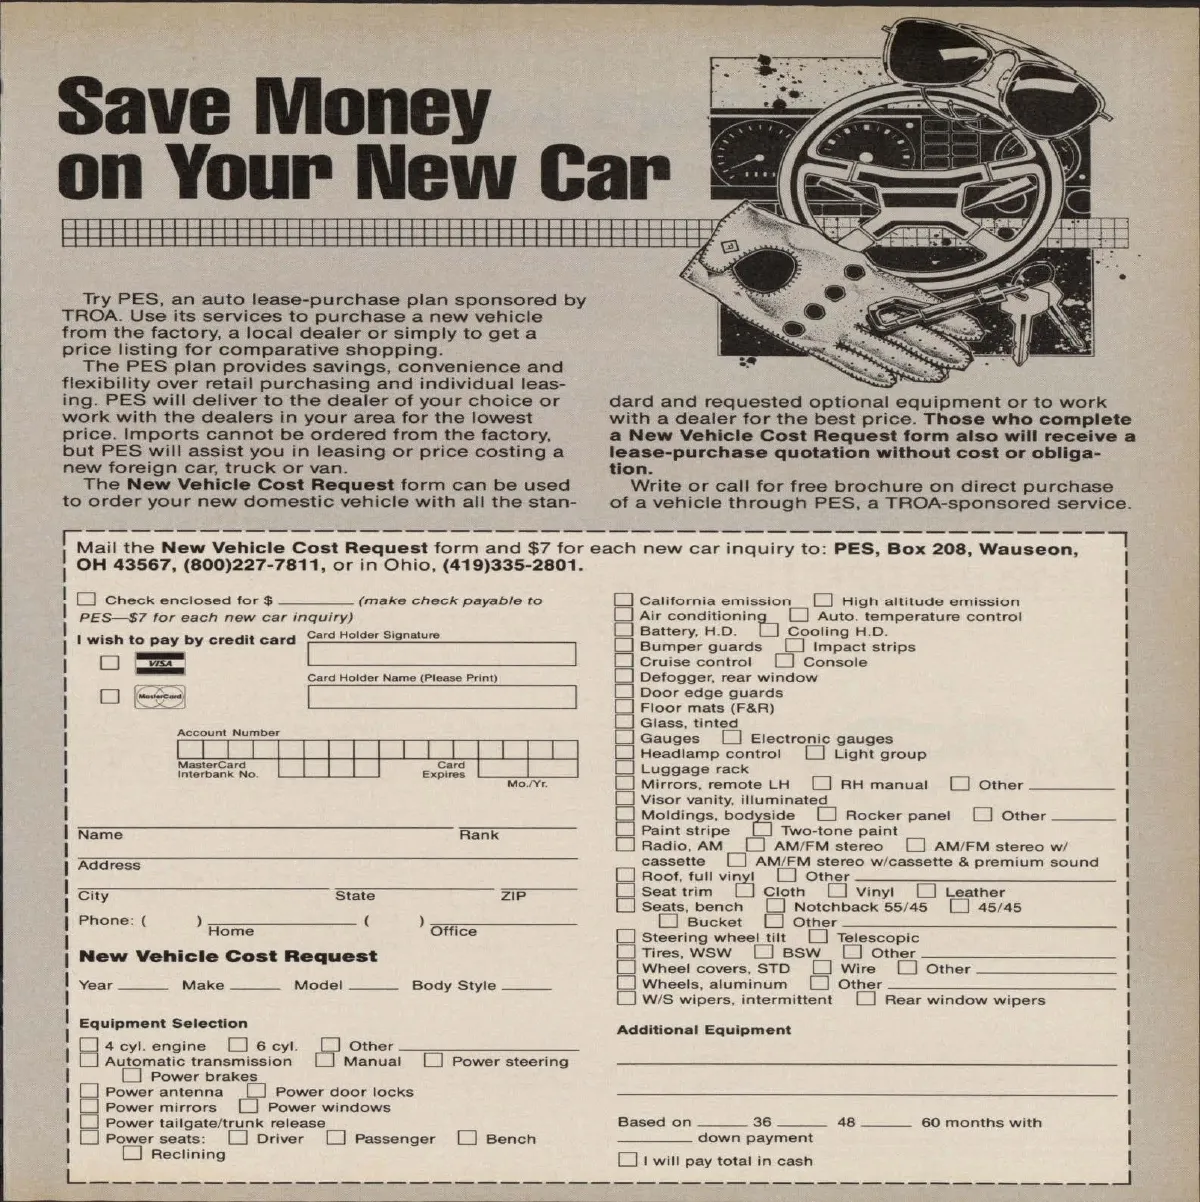 Save Money
on Your New Car
Try PES, an auto lease-purchase plan sponsored by
TROA. Use its services to purchase a new vehicle
from the factory, a local dealer or simply to get a
price listing for comparative shopping.
The PES plan provides savings, convenience and
flexibility over retail purchasing and individual leas-
ing. PES will deliver to the dealer of your choice or
work with the dealers in your area for the lowest
price. Imports cannot be ordered from the factory,
but PES will assist you in leasing or price costing a
new foreign car, truck or van.
The New Vehicle Cost Request form can be used
to order your new domestic vehicle with all the stan-
dard and requested optional equipment or to work
with a dealer for the best price. Those who complete
a New Vehicle Cost Request form also will receive a
lease-purchase quotation without cost or obliga-
tion.
Write or call for free brochure on direct purchase
of a vehicle through PES, a TROA-sponsored service.
Mail the New Vehicle Cost Request form and $7 for each new car inquiry to: PES, Box 208, Wauseon,
OH 43567, (800)227-7811, or in Ohio, (419)335-2801.
Check enclosed for $ ________ (make check payable to
PES—$7 for each new car inquiry)
I wish to pay by credit card
Card Holder Signature
VISA
Card Holder Name (Please Print)
MasterCard
Account Number
MasterCard
Interbank No.
Card
Expires
Mo./Yr.
Name Rank
Address
City State ZIP
Phone: ( ) ________ ( ) ________
Home Office
New Vehicle Cost Request
Year ______ Make ______ Model ______ Body Style ______
Equipment Selection
4 cyl. engine 6 cyl. Other ________
Automatic transmission Manual Power steering
Power brakes
Power antenna Power door locks
Power mirrors Power windows
Power tailgate/trunk release
Power seats: Driver Passenger Bench
Reclining
California emission High altitude emission
Air conditioning Auto. temperature control
Battery, H.D. Cooling H.D.
Bumper guards Impact strips
Cruise control Console
Defogger, rear window
Door edge guards
Floor mats (F&R)
Glass, tinted
Gauges Electronic gauges
Headlamp control Light group
Luggage rack
Mirrors, remote LH RH manual Other ________
Visor vanity, illuminated
Moldings, bodyside Rocker panel Other ________
Paint stripe Two-tone paint
Radio, AM AM/FM stereo AM/FM stereo w/
cassette AM/FM stereo w/cassette & premium sound
Roof, full vinyl Other ________
Seat trim Cloth Vinyl Leather
Seats, bench Notchback 55/45 45/45
Bucket Other ________
Steering wheel tilt Telescopic
Tires, WSW BSW Other ________
Wheel covers, STD Wire Other ________
Wheels, aluminum Other ________
W/S wipers, intermittent Rear window wipers
Additional Equipment
Based on ______ 36 ______ 48 ______ 60 months with
________ down payment
I will pay total in cash